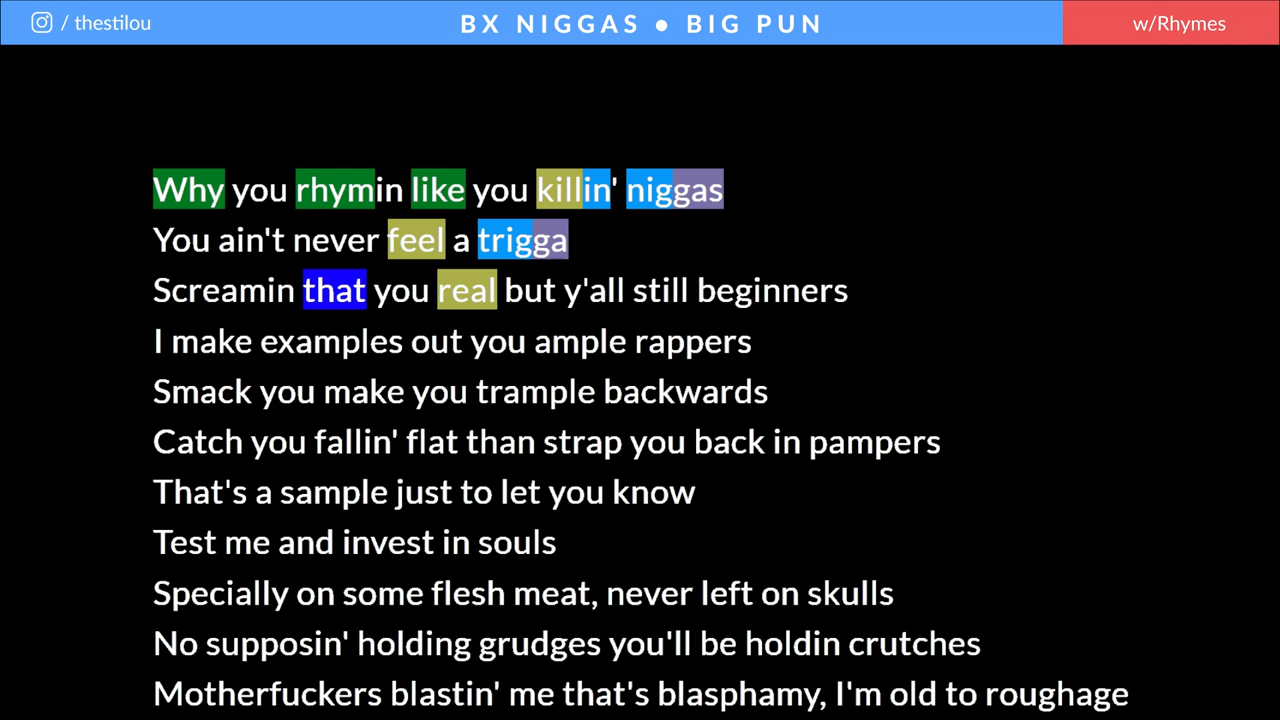 / thestilou
BX NIGGAS ● BIG PUN
w/Rhymes
Why you rhymin like you killin' niggas
You ain't never feel a trigga
Screamin that you real but y'all still beginners
I make examples out you ample rappers
Smack you make you trample backwards
Catch you fallin' flat than strap you back in pampers
That's a sample just to let you know
Test me and invest in souls
Specially on some flesh meat, never left on skulls
No supposin' holding grudges you'll be holdin crutches
Motherfuckers blastin' me that's blasphamy, I'm old to roughage